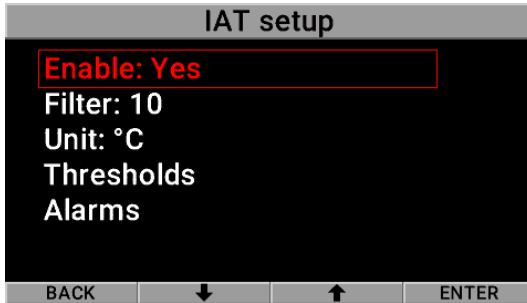 IAT setup
Enable: Yes
Filter: 10
Unit: °C
Thresholds
Alarms
BACK ENTER